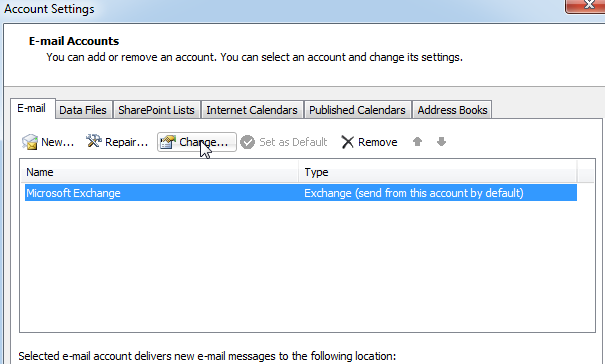 Account Settings
E-mail Accounts
You can add or remove an account. You can select an account and change its settings.
E-mail Data Files SharePoint Lists Internet Calendars Published Calendars Address Books
New... Repair... Change... Set as Default Remove
Name Type
Microsoft Exchange Exchange (send from this account by default)
Selected e-mail account delivers new e-mail messages to the following location: